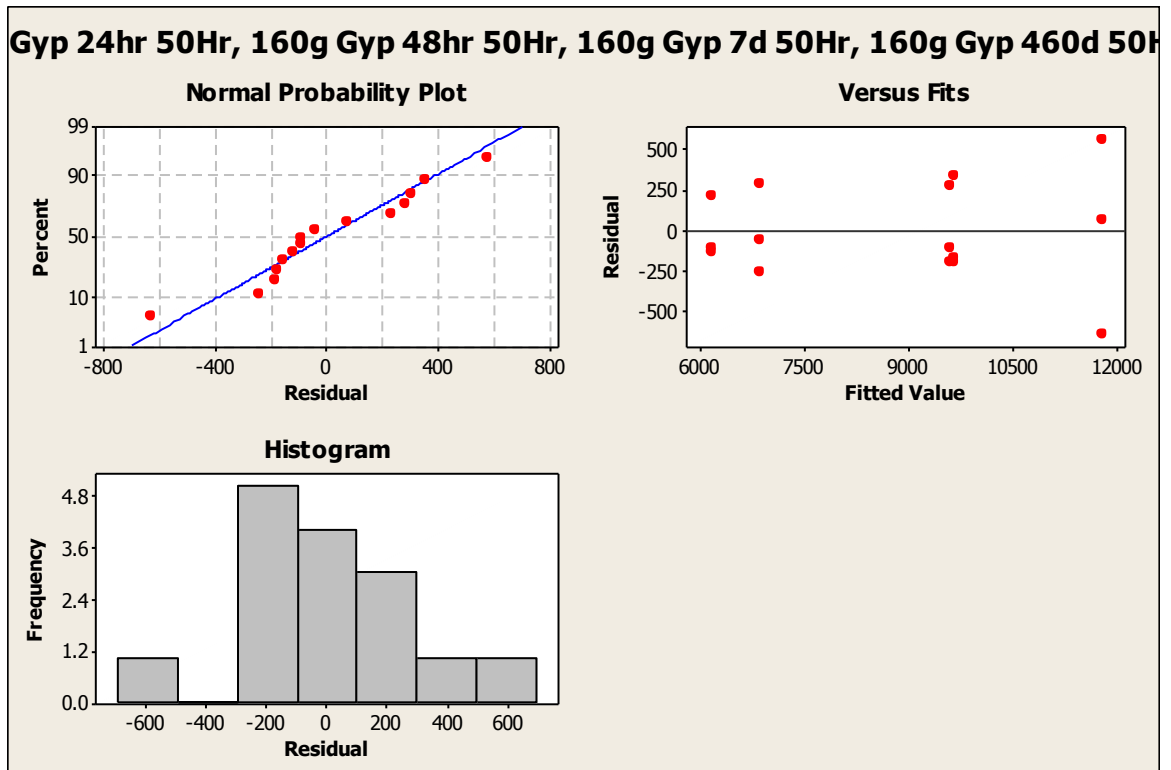 Gyp 24hr 50Hr, 160g Gyp 48hr 50Hr, 160g Gyp 7d 50Hr, 160g Gyp 460d 50H
Normal Probability Plot
99
90
50
10
1
Percent
-800 -400 0 400 800
Residual
Versus Fits
500
250
0
-250
-500
Residual
6000 7500 9000 10500 12000
Fitted Value
Histogram
4.8
3.6
2.4
1.2
0.0
Frequency
-600 -400 -200 0 200 400 600
Residual